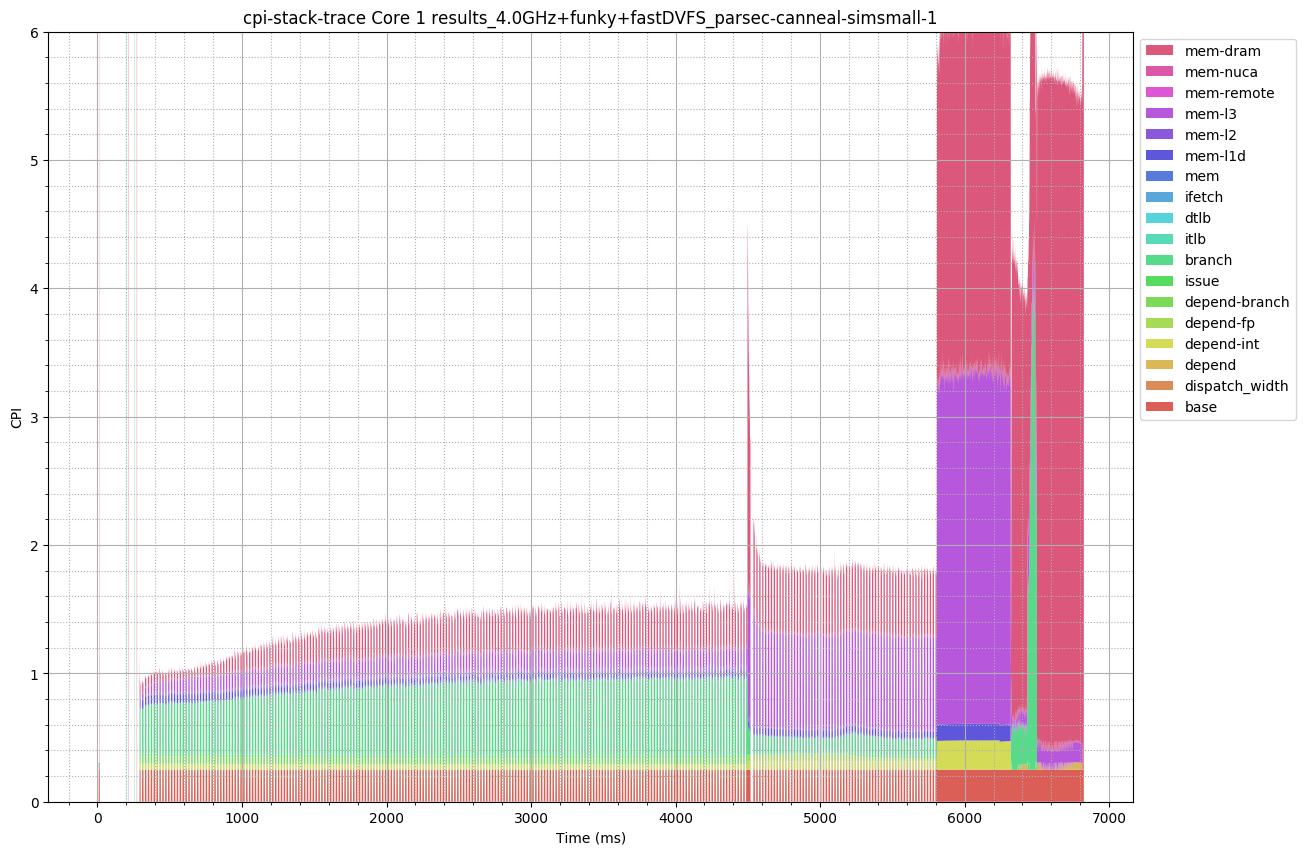 cpi-stack-trace Core 1 results_4.0GHz+funky+fastDVFS_parsec-canneal-simsmall-1
6
5
4
3
2
1
0
CPI
0
1000
2000
3000
4000
5000
6000
7000
Time (ms)
mem-dram
mem-nuca
mem-remote
mem-l3
mem-l2
mem-l1d
mem
ifetch
dtlb
itlb
branch
issue
depend-branch
depend-fp
depend-int
depend
dispatch_width
base